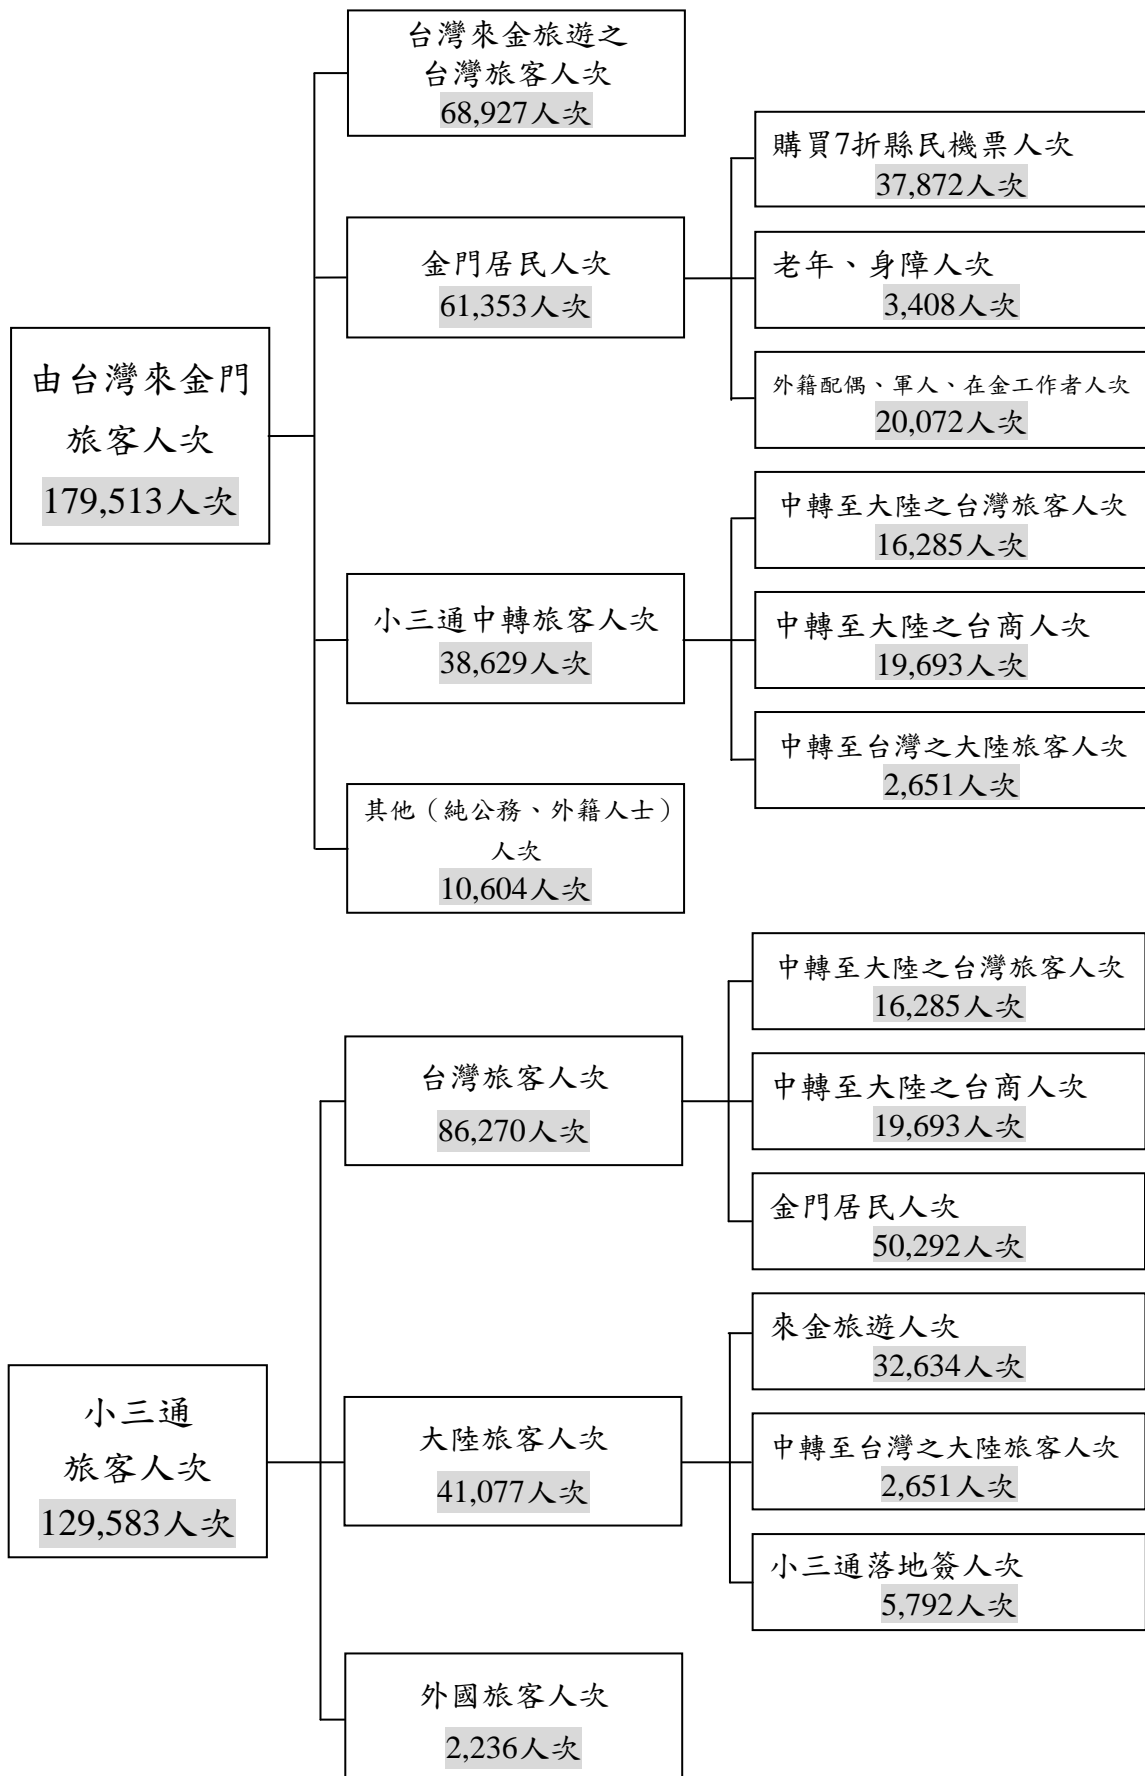 台灣來金旅遊之
台灣旅客人次
68,927人次
購買7折縣民機票人次
37,872人次
金門居民人次
61,353人次
老年、身障人次
3,408人次
外籍配偶、軍人、在金工作者人次
20,072人次
由台灣來金門
旅客人次
179,513人次
中轉至大陸之台灣旅客人次
16,285人次
小三通中轉旅客人次
38,629人次
中轉至大陸之台商人次
19,693人次
中轉至台灣之大陸旅客人次
2,651人次
其他（純公務、外籍人士）
人次
10,604人次
中轉至大陸之台灣旅客人次
16,285人次
台灣旅客人次
86,270人次
中轉至大陸之台商人次
19,693人次
金門居民人次
50,292人次
來金旅遊人次
32,634人次
小三通
旅客人次
129,583人次
大陸旅客人次
41,077人次
中轉至台灣之大陸旅客人次
2,651人次
小三通落地簽人次
5,792人次
外國旅客人次
2,236人次